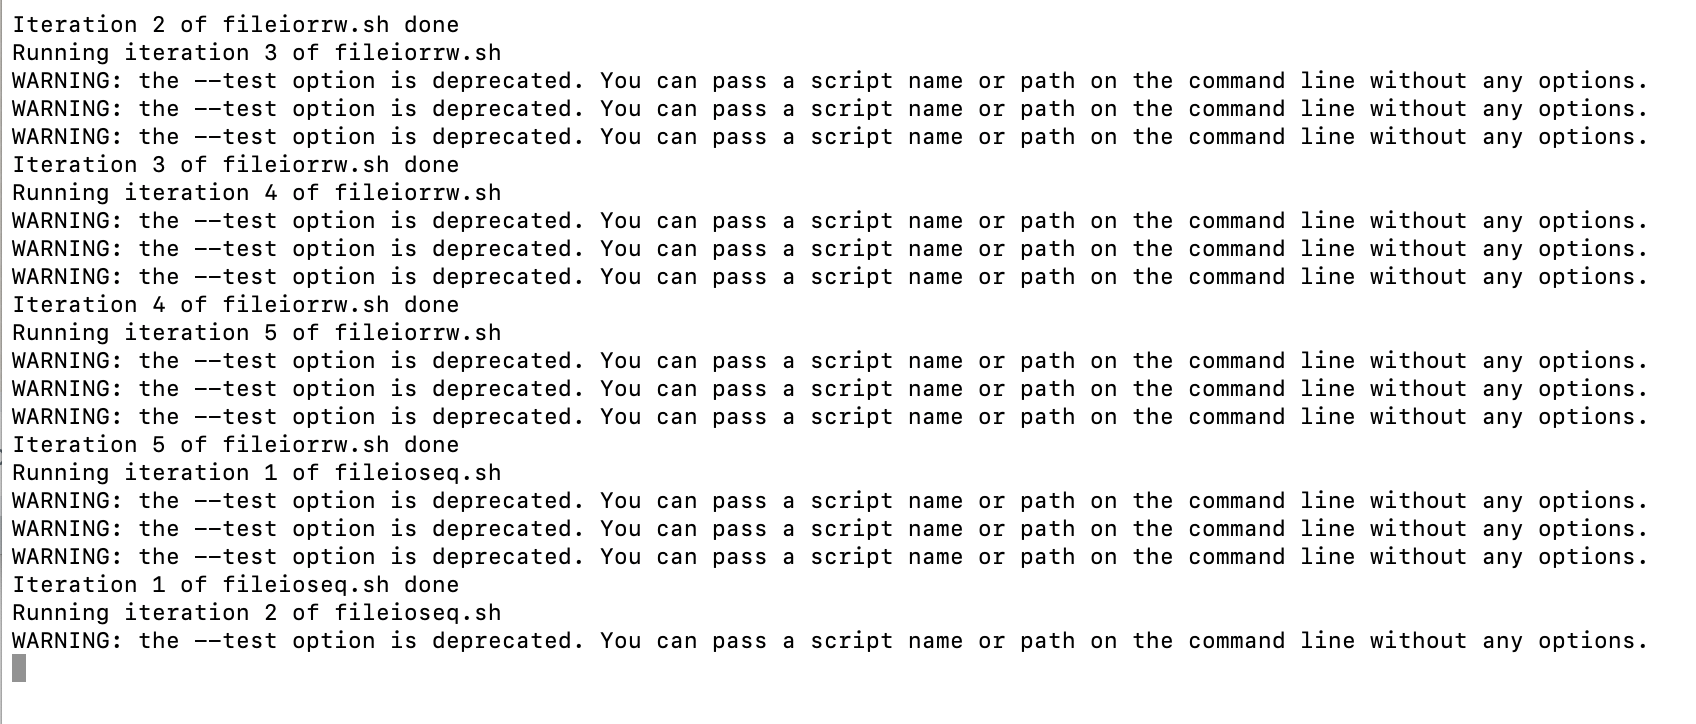 Iteration 2 of fileiorrw.sh done
Running iteration 3 of fileiorrw.sh
WARNING: the --test option is deprecated. You can pass a script name or path on the command line without any options.
WARNING: the --test option is deprecated. You can pass a script name or path on the command line without any options.
WARNING: the --test option is deprecated. You can pass a script name or path on the command line without any options.
Iteration 3 of fileiorrw.sh done
Running iteration 4 of fileiorrw.sh
WARNING: the --test option is deprecated. You can pass a script name or path on the command line without any options.
WARNING: the --test option is deprecated. You can pass a script name or path on the command line without any options.
WARNING: the --test option is deprecated. You can pass a script name or path on the command line without any options.
Iteration 4 of fileiorrw.sh done
Running iteration 5 of fileiorrw.sh
WARNING: the --test option is deprecated. You can pass a script name or path on the command line without any options.
WARNING: the --test option is deprecated. You can pass a script name or path on the command line without any options.
WARNING: the --test option is deprecated. You can pass a script name or path on the command line without any options.
Iteration 5 of fileiorrw.sh done
Running iteration 1 of fileioseq.sh
WARNING: the --test option is deprecated. You can pass a script name or path on the command line without any options.
WARNING: the --test option is deprecated. You can pass a script name or path on the command line without any options.
WARNING: the --test option is deprecated. You can pass a script name or path on the command line without any options.
Iteration 1 of fileioseq.sh done
Running iteration 2 of fileioseq.sh
WARNING: the --test option is deprecated. You can pass a script name or path on the command line without any options.